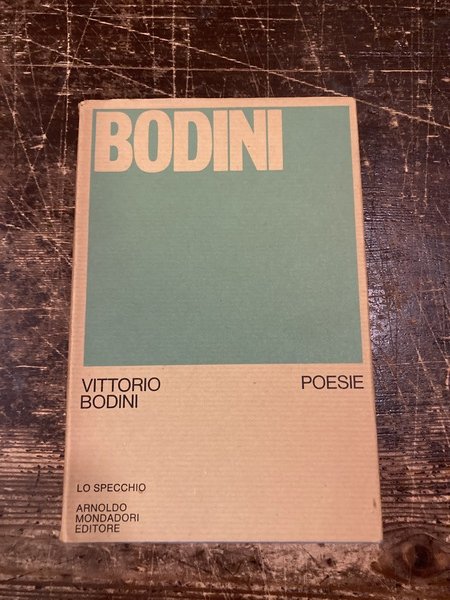 BODINI
VITTORIO
BODINI
POESIE
LO SPECCHIO
ARNOLDO
MONDADORI
EDITORE